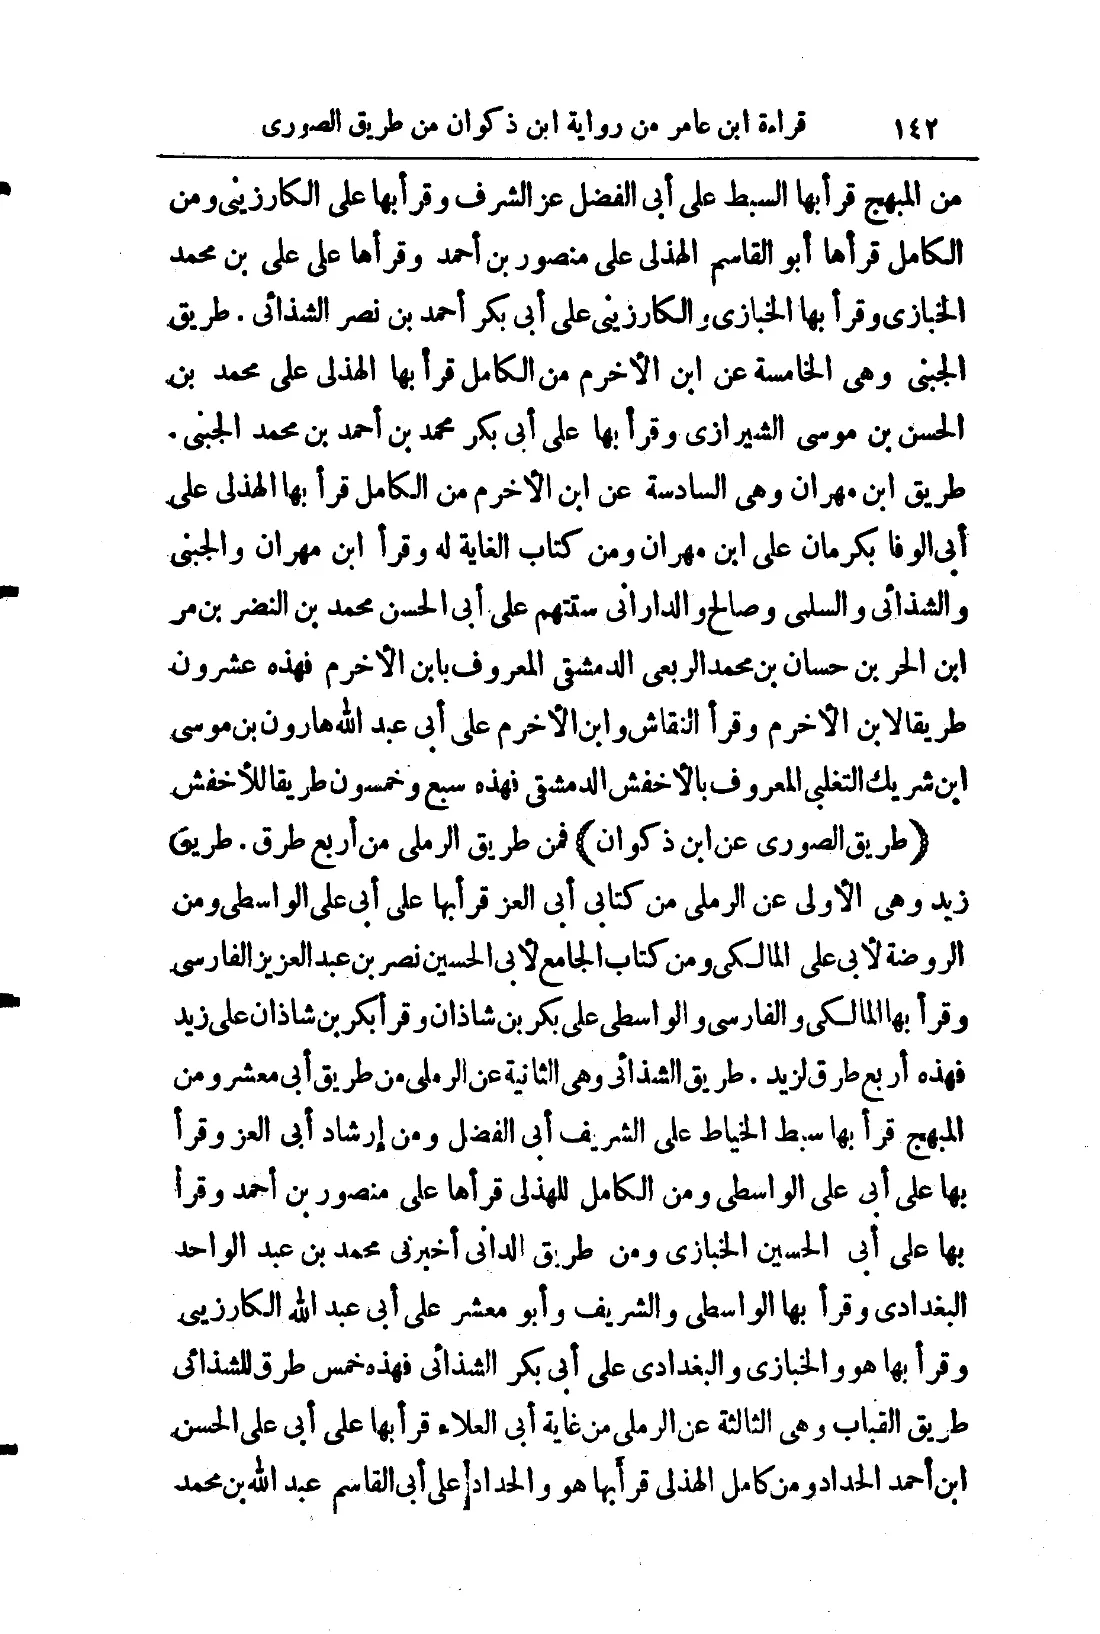 ١٤٢ قراءة ابن عامر من رواية ابن ذكوان من طريق الصورى
من المبهج قرأ بها السبط على أبى الفضل عز الشرف وقرأ بها على الكارزينى ومن
الكامل قرأها أبو القاسم الهذلى على منصور بن أحمد وقرأها على على بن محمد
الخبازى وقرأ بها الخبازى والكارزينى على أبى بكر أحمد بن نصر الشذائى . طريق
الجبنى وهى الخامسة عن ابن الأخرم من الكامل قرأ بها الهذلى على محمد بن
الحسن بن موسى الشيرازى وقرأ بها على أبى بكر محمد بن أحمد بن محمد الجبنى .
طريق ابن مهران وهى السادسة عن ابن الأخرم من الكامل قرأ بها الهذلى على
أبى الوفا بكرمان على ابن مهران ومن كتاب الغاية له وقرأ ابن مهران والجبنى
والشذائى والسلمى وصالح والدارانى ستتهم على أبى الحسن محمد بن النضر بن مر
ابن الحر بن حسان بن محمد الربعى الدمشقى المعروف بابن الأخرم فهذه عشرون
طريقا لابن الأخرم وقرأ النقاش وابن الأخرم على أبى عبد الله هارون بن موسى
ابن شريك التغلبى المعروف بالأخفش الدمشقى فهذه سبع وخمسون طريقا للأخفش
(طريق الصورى عن ابن ذكوان) فمن طريق الرملى من أربع طرق . طريق
زيد وهى الأولى عن الرملى من كتابى أبى العز قرأ بها على أبى على الواسطى ومن
الروضة لأبى على المالكى ومن كتاب الجامع لأبى الحسين نصر بن عبد العزيز الفارسى
وقرأ بها المالكى والفارسى والواسطى على بكر بن شاذان وقرأ بكر بن شاذان على زيد
فهذه أربع طرق لزيد . طريق الشذائى وهى الثانية عن الرملى من طريق أبى معشر ومن
المبهج قرأ بها سبط الخياط على الشريف أبى الفضل ومن إرشاد أبى العز وقرأ
بها على أبى على الواسطى ومن الكامل للهذلى قرأها على منصور بن أحمد وقرأ
بها على أبى الحسين الخبازى ومن طريق الدانى أخبرنى محمد بن عبد الواحد
البغدادى وقرأ بها الواسطى والشريف وأبو معشر على أبى عبد الله الكارزينى
وقرأ بها هو والخبازى والبغدادى على أبى بكر الشذائى فهذه خمس طرق للشذائى
طريق القباب وهى الثالثة عن الرملى من غاية أبى العلاء قرأ بها على أبى على الحسن
ابن أحمد الحداد ومن كامل الهذلى قرأ بها هو والحداد على أبى القاسم عبد الله بن محمد